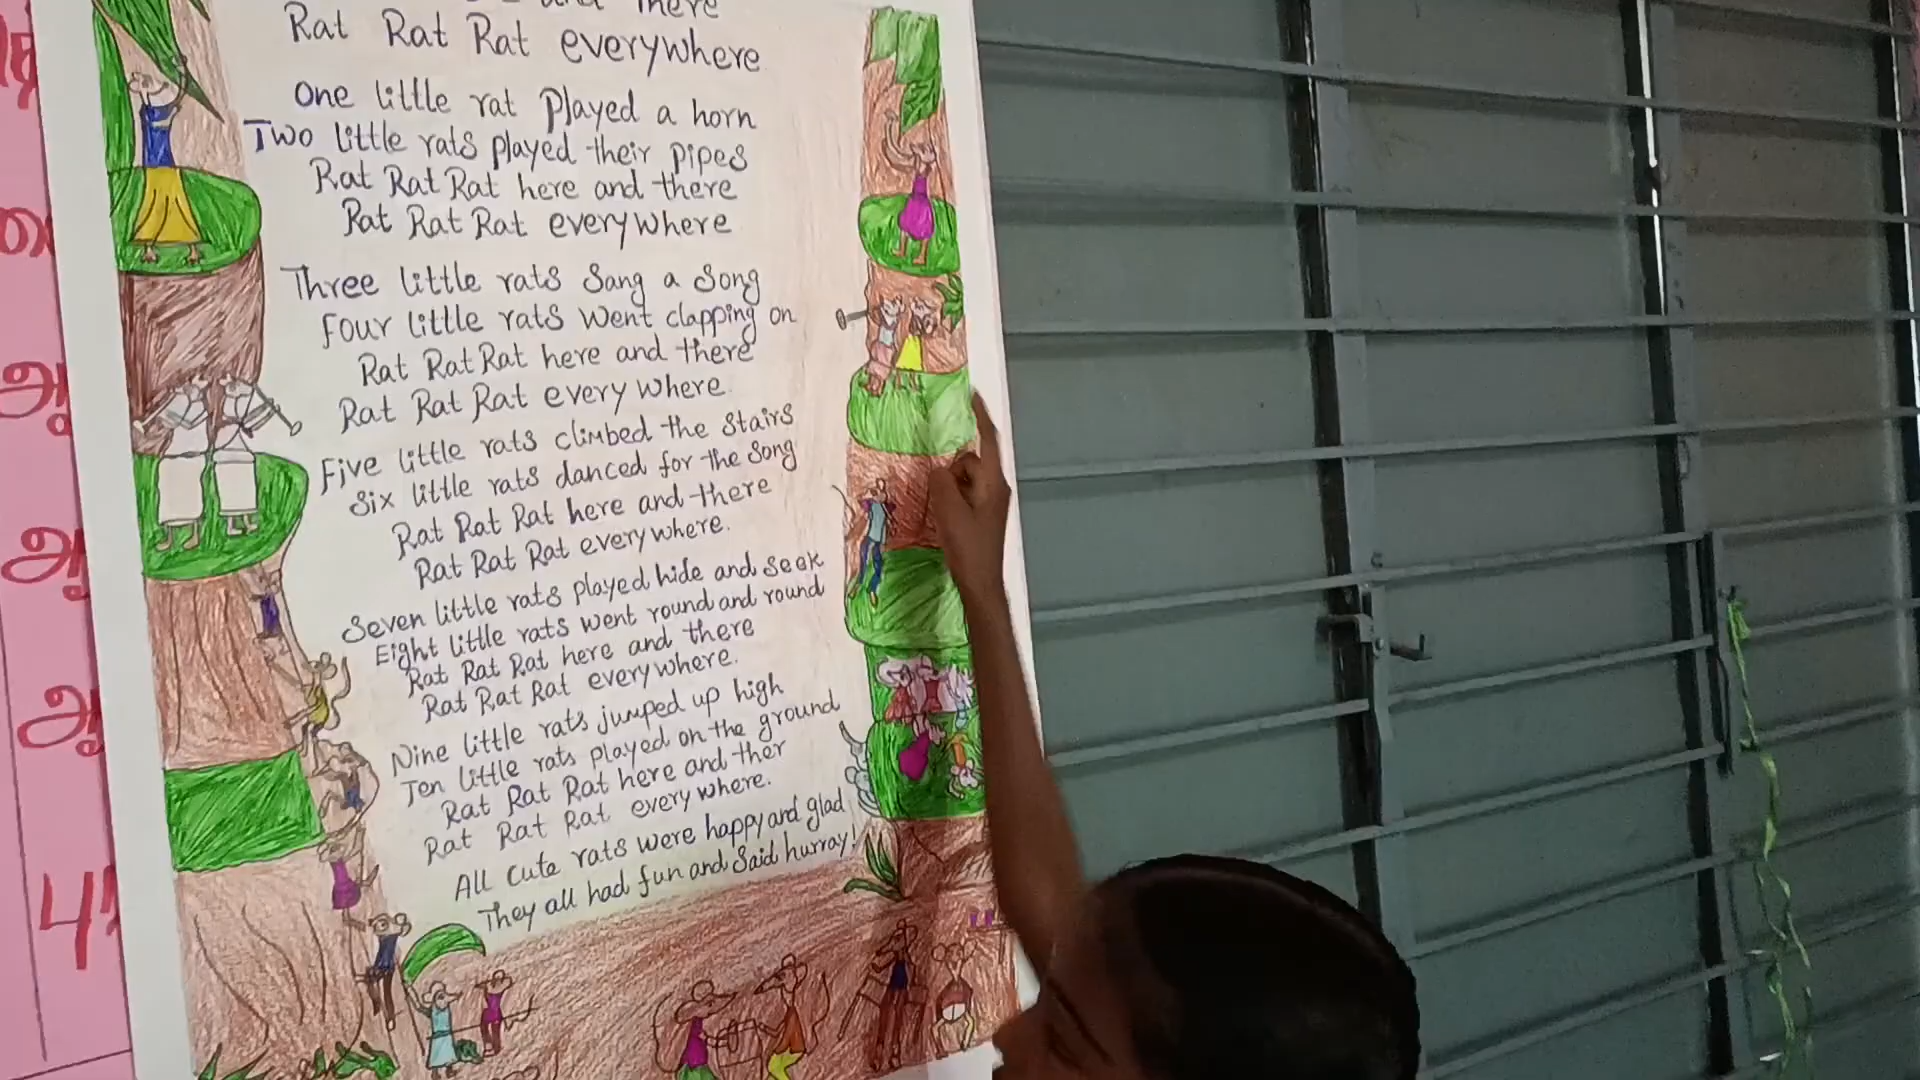 and there
Rat Rat Rat everywhere
One little rat played a horn
Two little rats played their pipes
Rat Rat Rat here and there
Rat Rat Rat everywhere
Three little rats sang a song
Four little rats went clapping on
Rat Rat Rat here and there
Rat Rat Rat every where
Five little rats climbed the stairs
Six little rats danced for the song
Rat Rat Rat here and there
Rat Rat Rat everywhere.
Seven little rats played hide and seek
Eight little rats went round and round
Rat Rat Rat here and there
Rat Rat Rat everywhere.
Nine little rats jumped up high
Ten little rats played on the ground
Rat Rat Rat here and ther
Rat Rat Rat every where.
All cute rats were happy and glad
They all had fun and said hurray!